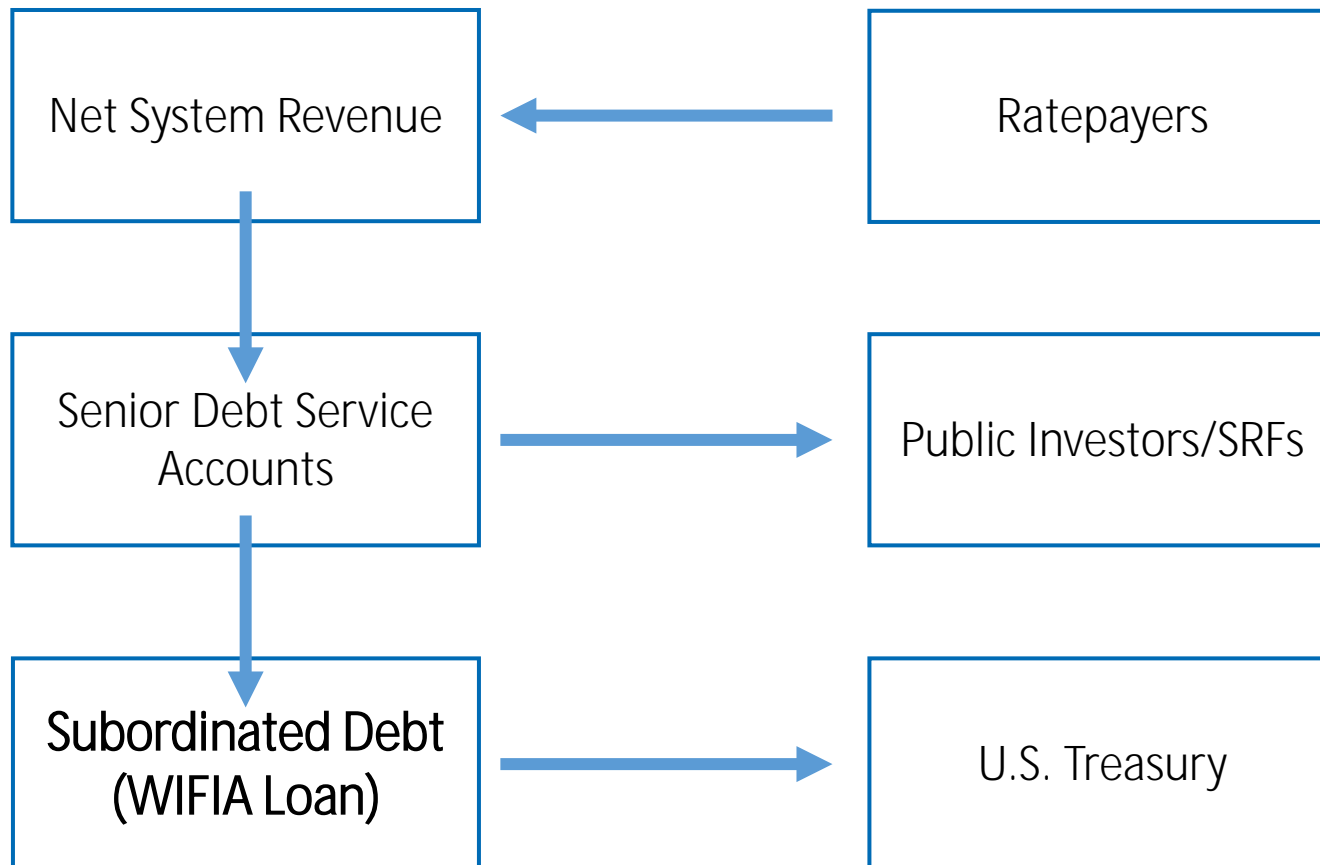 Net System Revenue
Ratepayers
Senior Debt Service
Accounts
Public Investors/SRFs
Subordinated Debt
(WIFIA Loan)
U.S. Treasury